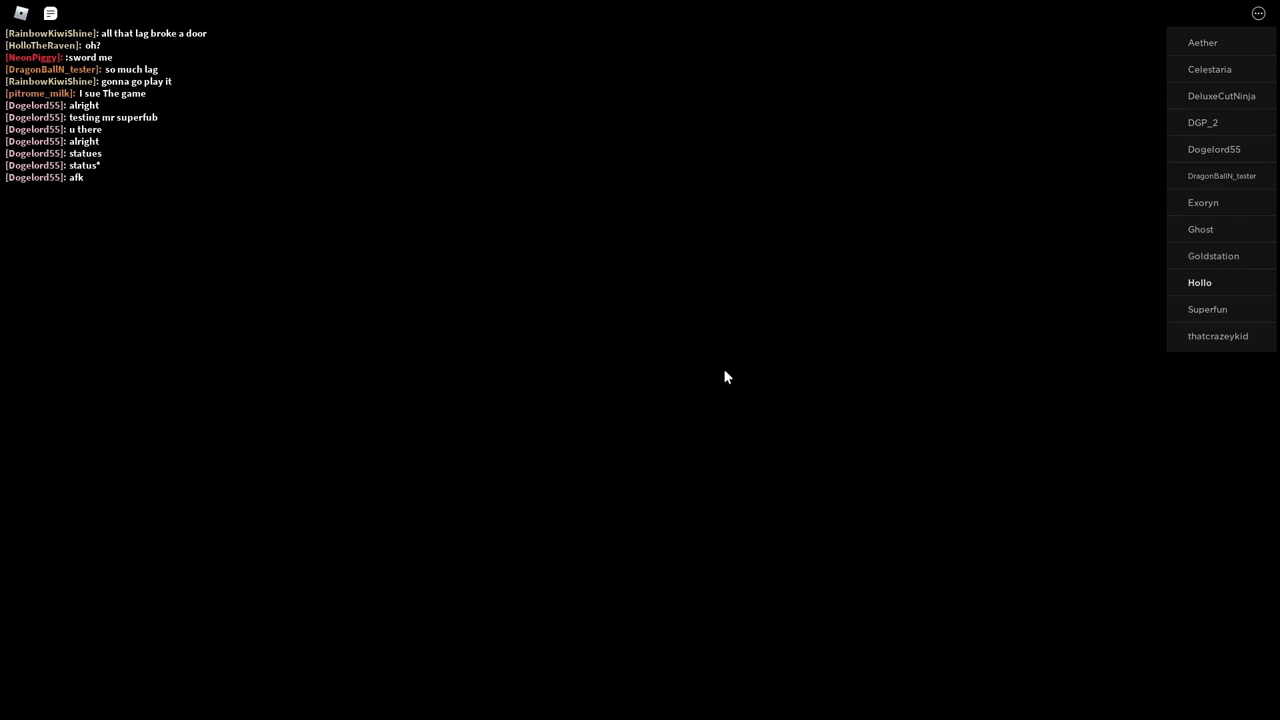 [RainbowKiwiShine]: all that lag broke a door
[HolloTheRaven]: oh?
[NeonPiggy]: :sword me
[DragonBallN_tester]: so much lag
[RainbowKiwiShine]: gonna go play it
[pitrome_milk]: I sue The game
[Dogelord55]: alright
[Dogelord55]: testing mr superfub
[Dogelord55]: u there
[Dogelord55]: alright
[Dogelord55]: statues
[Dogelord55]: status*
[Dogelord55]: afk
Aether
Celestaria
DeluxeCutNinja
DGP_2
Dogelord55
DragonBallN_tester
Exoryn
Ghost
Goldstation
Hollo
Superfun
thatcrazeykid